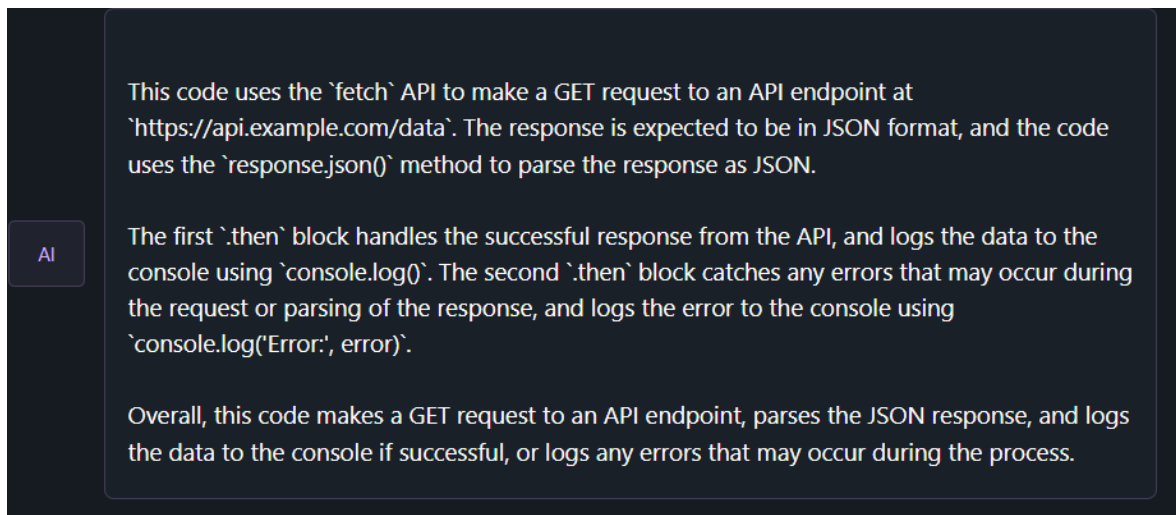 This code uses the `fetch` API to make a GET request to an API endpoint at
`https://api.example.com/data`. The response is expected to be in JSON format, and the code
uses the `response.json()` method to parse the response as JSON.
The first `.then` block handles the successful response from the API, and logs the data to the
AI
console using `console.log()`. The second `.then` block catches any errors that may occur during
the request or parsing of the response, and logs the error to the console using
`console.log('Error:', error)`.
Overall, this code makes a GET request to an API endpoint, parses the JSON response, and logs
the data to the console if successful, or logs any errors that may occur during the process.